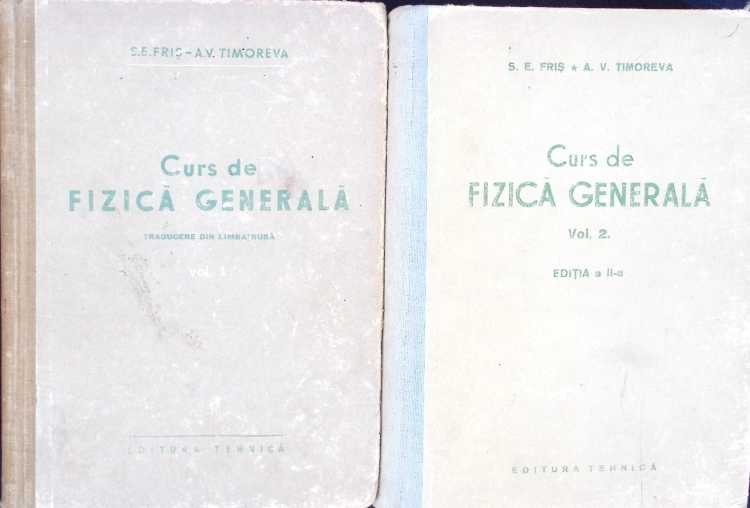 S.E.FRIȘ-A.V. TIMOREVA
Curs de
FIZICĂ GENERALĂ
TRADUCERE DIN LIMBA RUSĂ
Vol. 1
EDITURA TEHNICĂ
S. E. FRIȘ ★ A. V. TIMOREVA
Curs de
FIZICĂ GENERALĂ
Vol. 2.
EDIȚIA a II-a
EDITURA TEHNICĂ